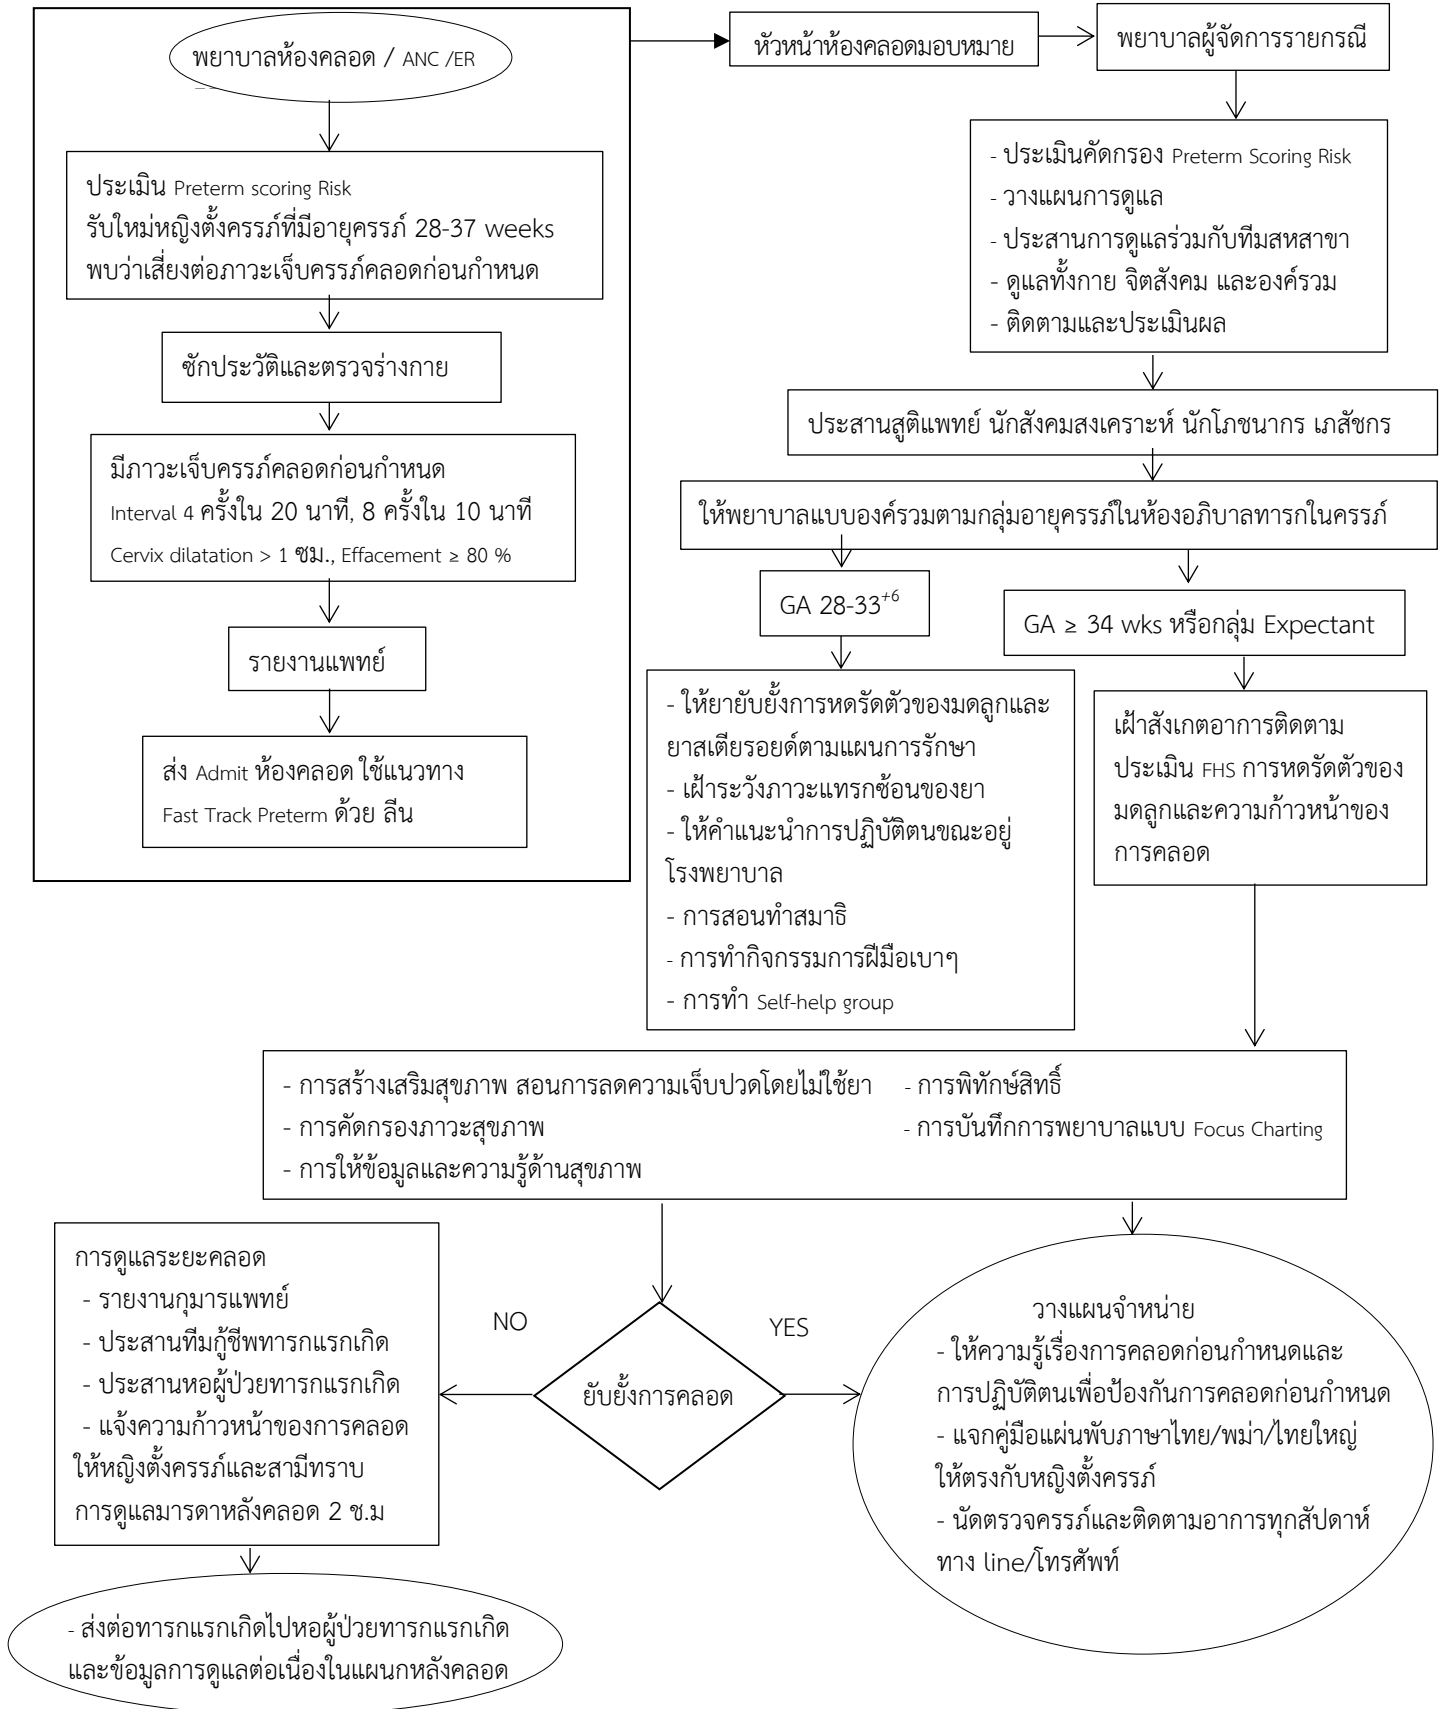 พยาบาลห้องคลอด / ANC /ER
ประเมิน Preterm scoring Risk
รับใหม่หญิงตั้งครรภ์ที่มีอายุครรภ์ 28-37 weeks
พบว่าเสี่ยงต่อภาวะเจ็บครรภ์คลอดก่อนกำหนด
ซักประวัติและตรวจร่างกาย
มีภาวะเจ็บครรภ์คลอดก่อนกำหนด
Interval 4 ครั้งใน 20 นาที, 8 ครั้งใน 10 นาที
Cervix dilatation > 1 ซม., Effacement ≥ 80 %
รายงานแพทย์
ส่ง Admit ห้องคลอด ใช้แนวทาง
Fast Track Preterm ด้วย ลีน
หัวหน้าห้องคลอดมอบหมาย
พยาบาลผู้จัดการรายกรณี
- ประเมินคัดกรอง Preterm Scoring Risk
- วางแผนการดูแล
- ประสานการดูแลร่วมกับทีมสหสาขา
- ดูแลทั้งกาย จิตสังคม และองค์รวม
- ติดตามและประเมินผล
ประสานสูติแพทย์ นักสังคมสงเคราะห์ นักโภชนากร เภสัชกร
ให้พยาบาลแบบองค์รวมตามกลุ่มอายุครรภ์ในห้องอภิบาลทารกในครรภ์
GA 28-33⁺⁶
- ให้ยายับยั้งการหดรัดตัวของมดลูกและ
ยาสเตียรอยด์ตามแผนการรักษา
- เฝ้าระวังภาวะแทรกซ้อนของยา
- ให้คำแนะนำการปฏิบัติตนขณะอยู่
โรงพยาบาล
- การสอนทำสมาธิ
- การทำกิจกรรมการฝีมือเบาๆ
- การทำ Self-help group
GA ≥ 34 wks หรือกลุ่ม Expectant
เฝ้าสังเกตอาการติดตาม
ประเมิน FHS การหดรัดตัวของ
มดลูกและความก้าวหน้าของ
การคลอด
- การสร้างเสริมสุขภาพ สอนการลดความเจ็บปวดโดยไม่ใช้ยา
- การคัดกรองภาวะสุขภาพ
- การให้ข้อมูลและความรู้ด้านสุขภาพ
- การพิทักษ์สิทธิ์
- การบันทึกการพยาบาลแบบ Focus Charting
ยับยั้งการคลอด
NO
การดูแลระยะคลอด
- รายงานกุมารแพทย์
- ประสานทีมกู้ชีพทารกแรกเกิด
- ประสานหอผู้ป่วยทารกแรกเกิด
- แจ้งความก้าวหน้าของการคลอด
ให้หญิงตั้งครรภ์และสามีทราบ
การดูแลมารดาหลังคลอด 2 ช.ม
- ส่งต่อทารกแรกเกิดไปหอผู้ป่วยทารกแรกเกิด
และข้อมูลการดูแลต่อเนื่องในแผนกหลังคลอด
YES
วางแผนจำหน่าย
- ให้ความรู้เรื่องการคลอดก่อนกำหนดและ
การปฏิบัติตนเพื่อป้องกันการคลอดก่อนกำหนด
- แจกคู่มือแผ่นพับภาษาไทย/พม่า/ไทยใหญ่
ให้ตรงกับหญิงตั้งครรภ์
- นัดตรวจครรภ์และติดตามอาการทุกสัปดาห์
ทาง line/โทรศัพท์